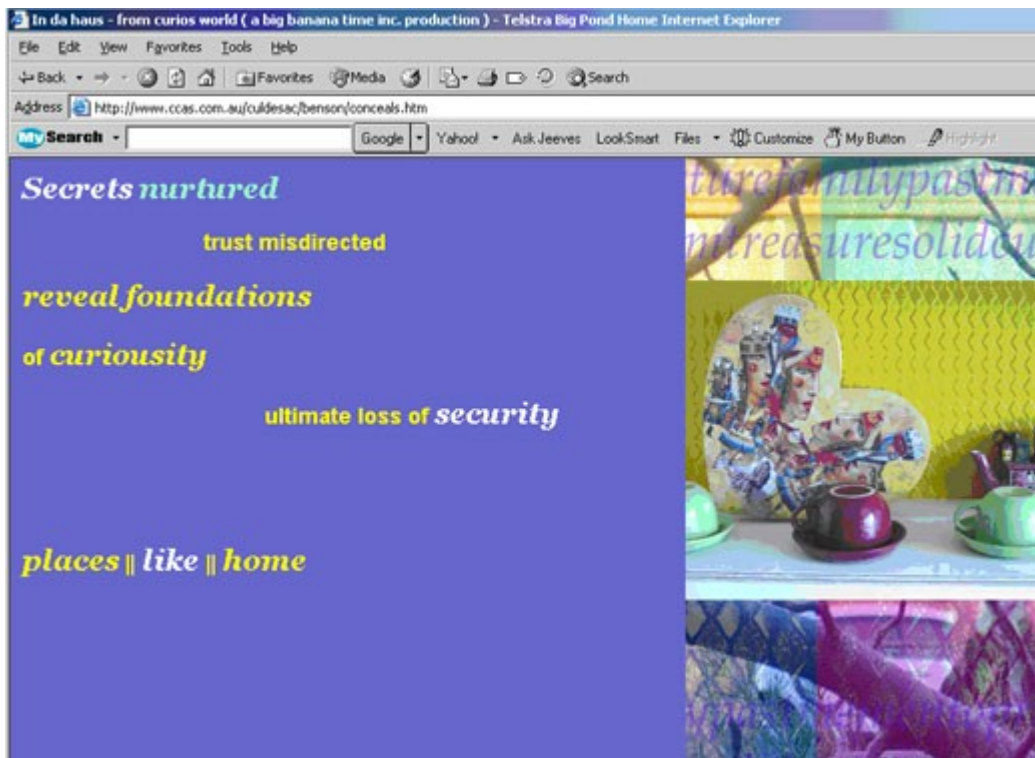 In da haus - from curios world ( a big banana time inc. production ) - Telstra Big Pond Home Internet Explorer
File Edit View Favorites Tools Help
Back Favorites Media Search
Address http://www.ccas.com.au/culdesac/benson/conceals.htm
My Search Google Yahoo! Ask Jeeves LookSmart Files Customize My Button Highlight
Secrets nurtured
turefamilypastm
trust misdirected
treasuresolidcu
reveal foundations
of curiousity
ultimate loss of security
places || like || home